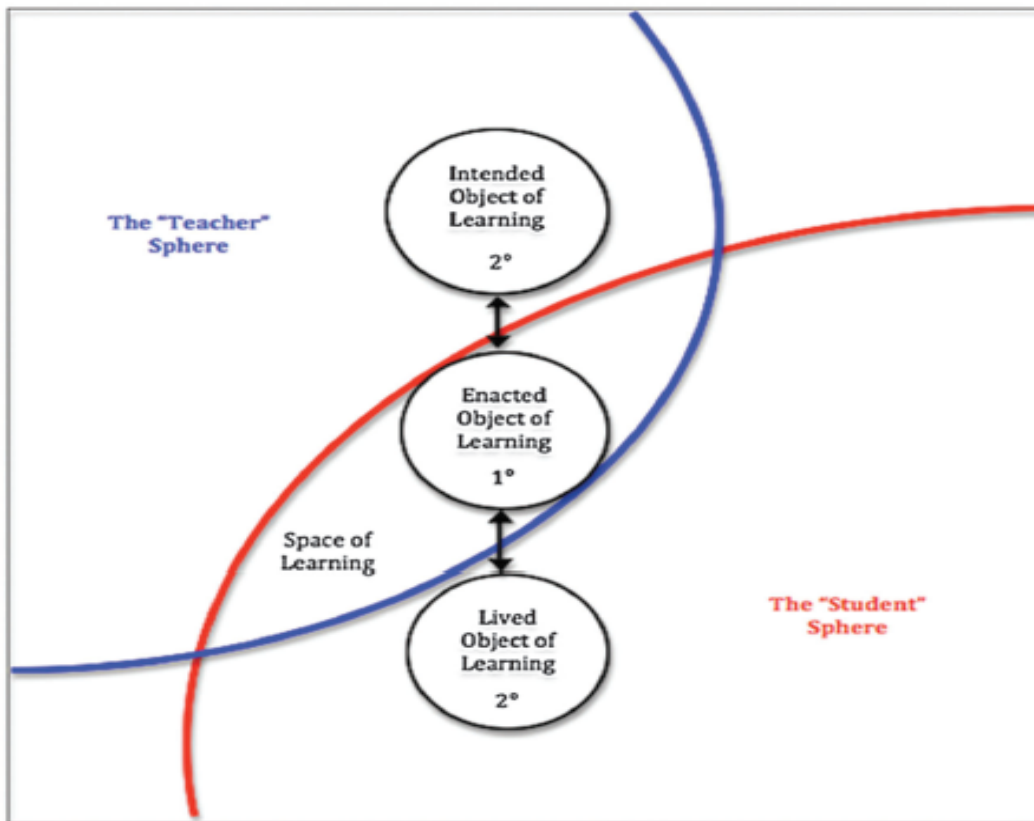 Intended
Object of
Learning
2°
The "Teacher"
Sphere
Enacted
Object of
Learning
1°
Space of
Learning
Lived
Object of
Learning
2°
The "Student"
Sphere